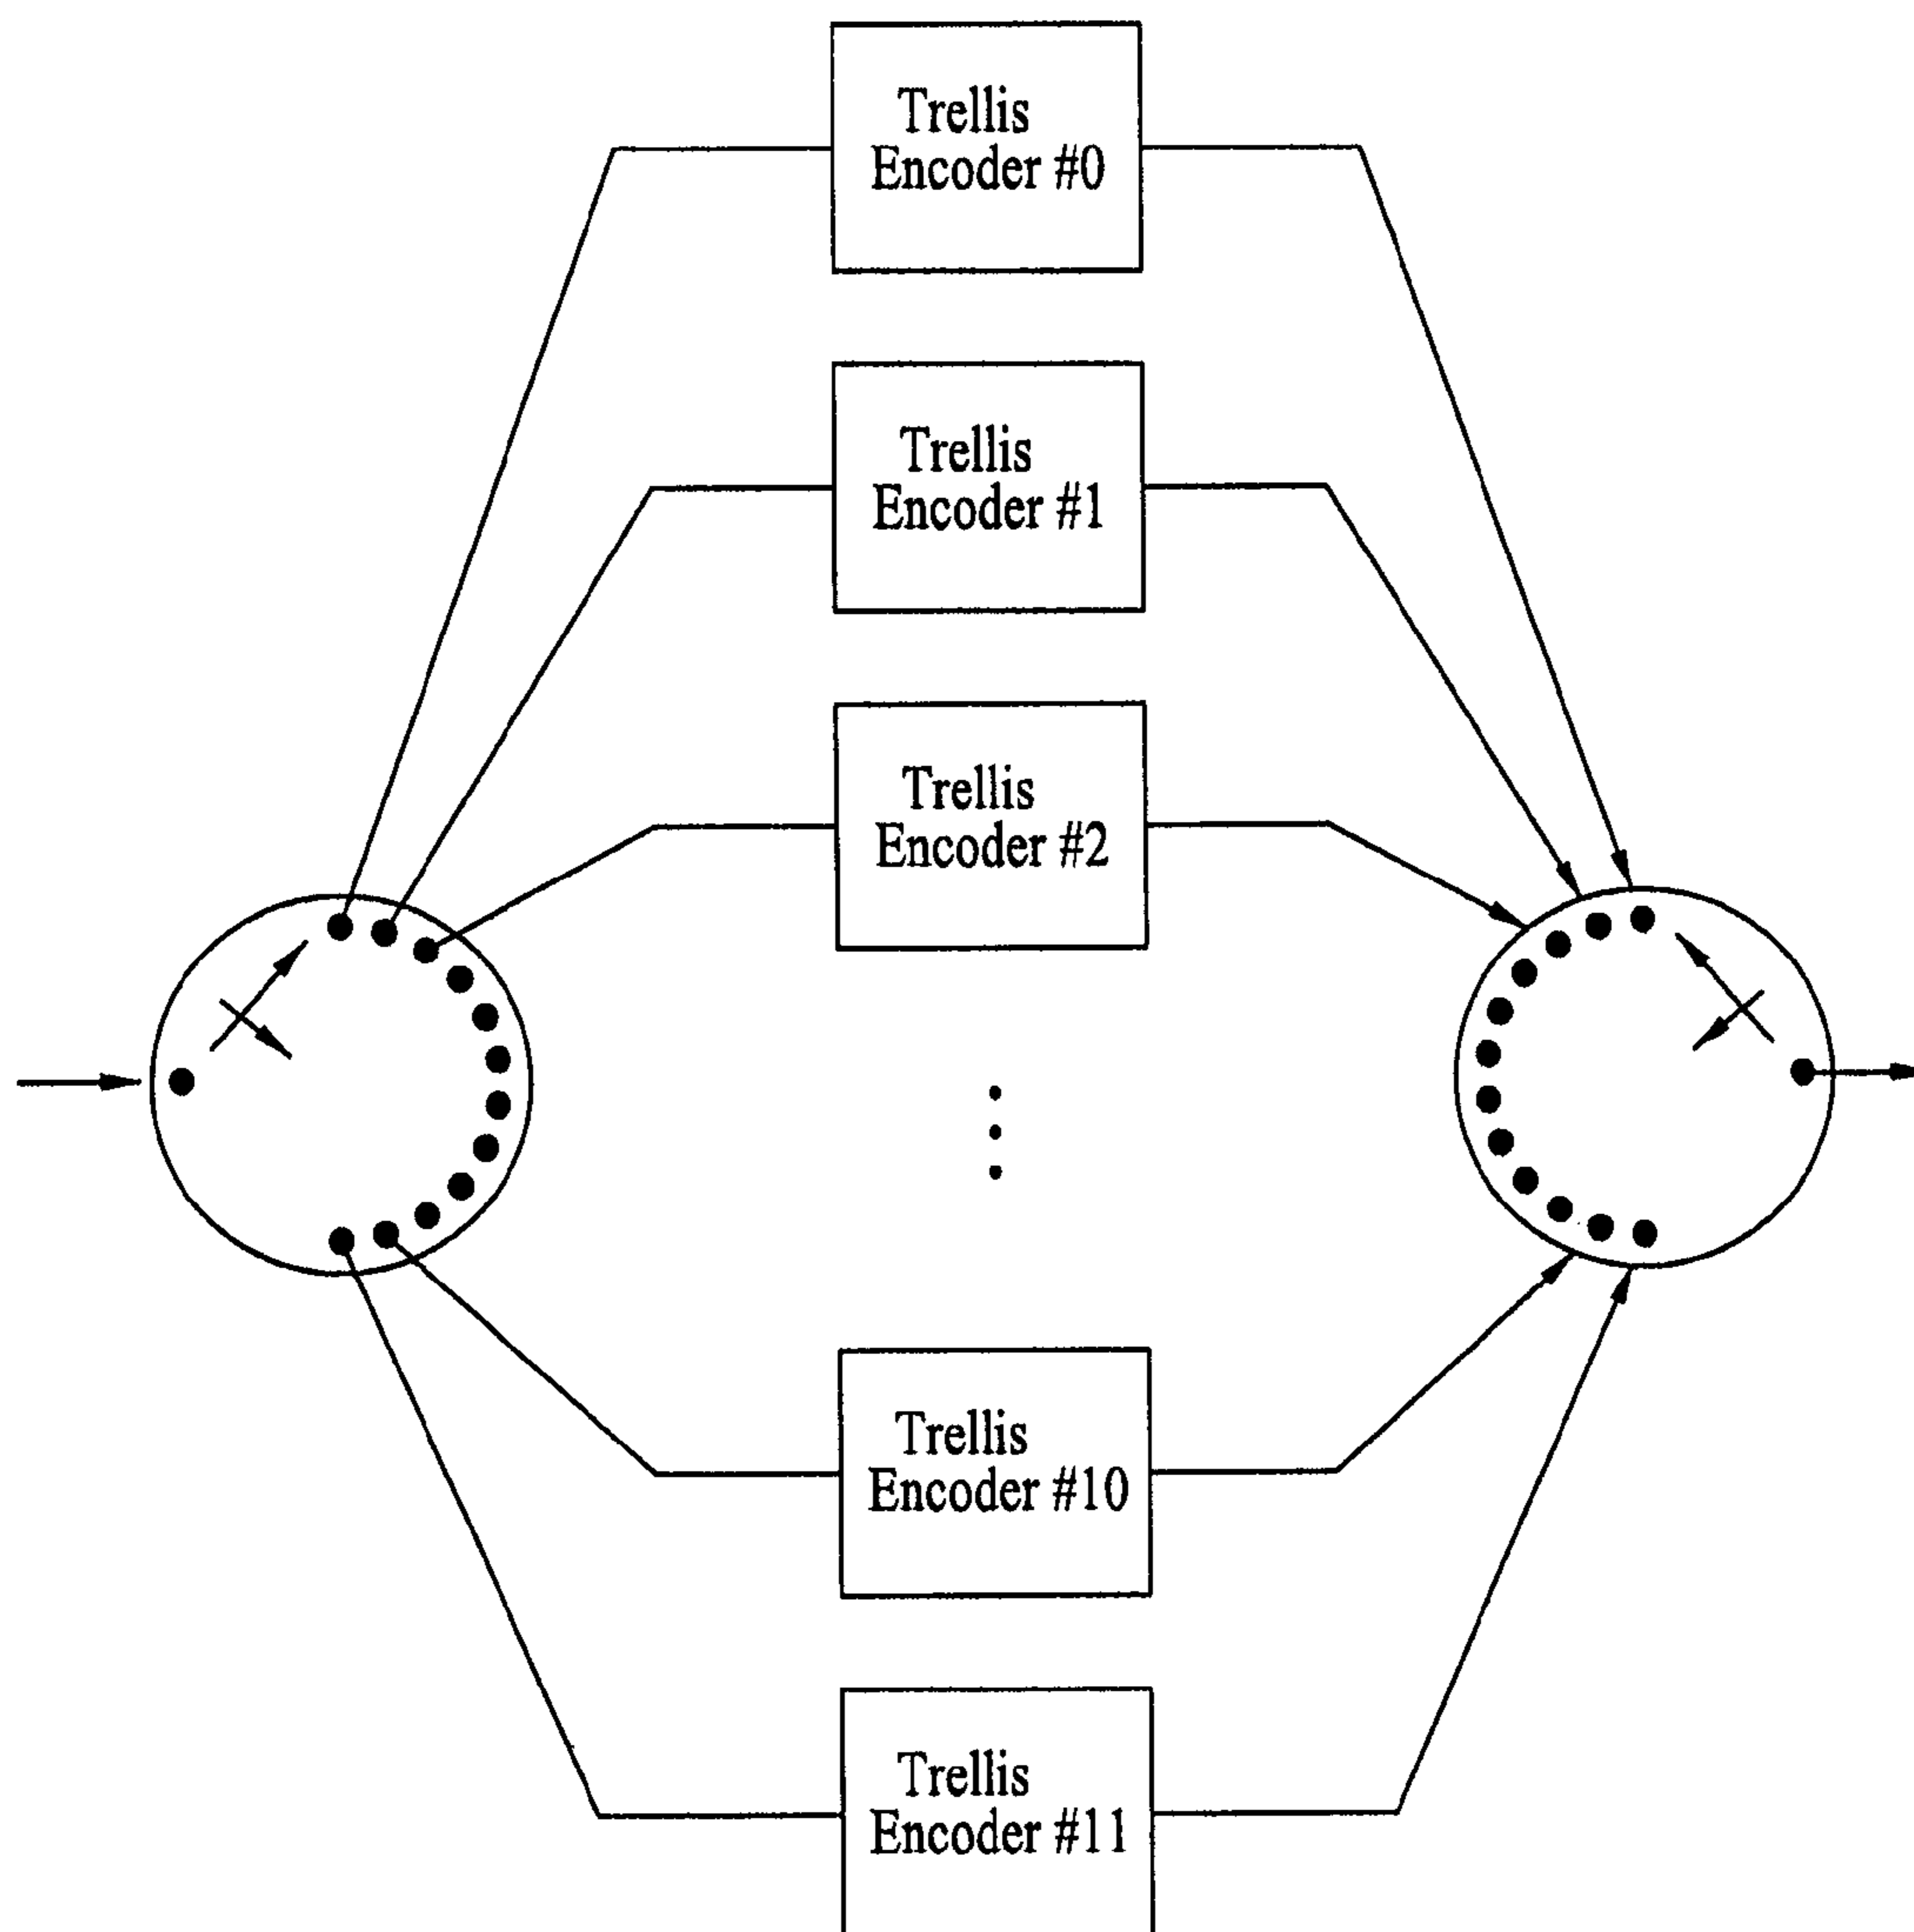 Trellis
Encoder #0
Trellis
Encoder #1
Trellis
Encoder #2
Trellis
Encoder #10
Trellis
Encoder #11